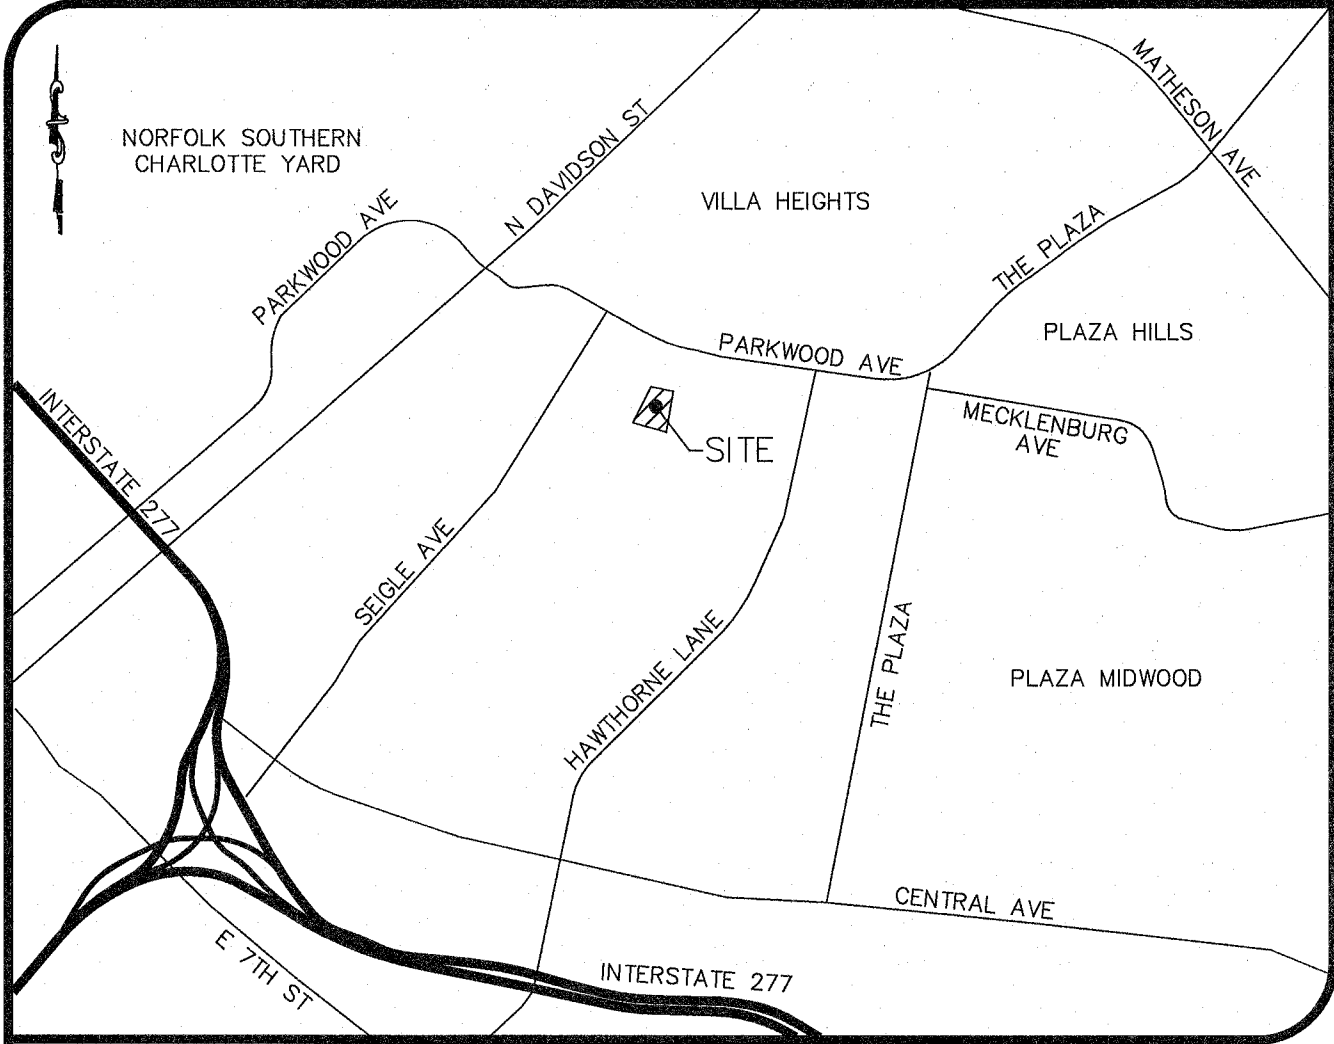 MATHESON AVE
NORFOLK SOUTHERN
CHARLOTTE YARD
N DAVIDSON ST
VILLA HEIGHTS
PARKWOOD AVE
THE PLAZA
PLAZA HILLS
PARKWOOD AVE
MECKLENBURG
AVE
SITE
INTERSTATE 277
SEIGLE AVE
HAWTHORNE LANE
THE PLAZA
PLAZA MIDWOOD
CENTRAL AVE
E 7TH ST
INTERSTATE 277